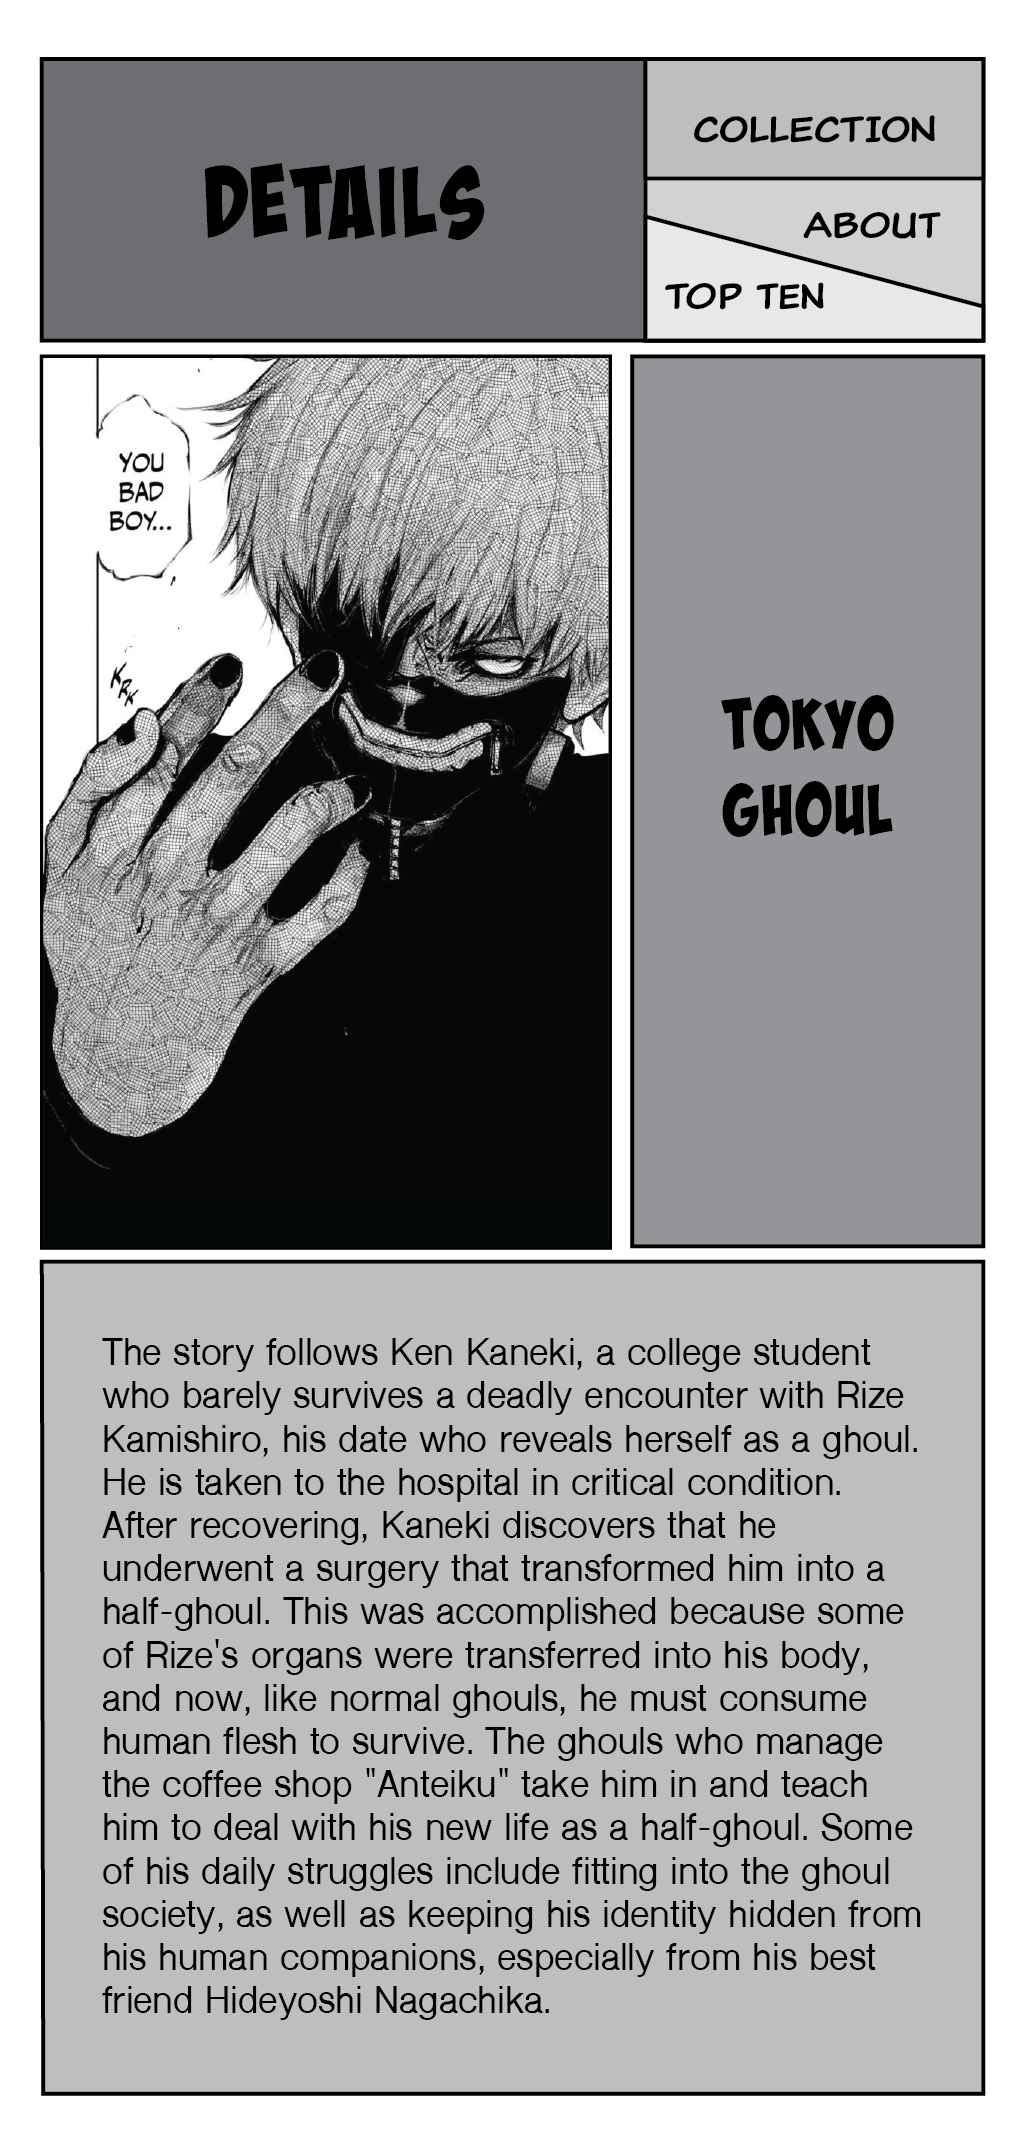 DETAILS
COLLECTION
ABOUT
TOP TEN
YOU
BAD
BOY...
KRK
TOKYO
GHOUL
The story follows Ken Kaneki, a college student
who barely survives a deadly encounter with Rize
Kamishiro, his date who reveals herself as a ghoul.
He is taken to the hospital in critical condition.
After recovering, Kaneki discovers that he
underwent a surgery that transformed him into a
half-ghoul. This was accomplished because some
of Rize's organs were transferred into his body,
and now, like normal ghouls, he must consume
human flesh to survive. The ghouls who manage
the coffee shop "Anteiku" take him in and teach
him to deal with his new life as a half-ghoul. Some
of his daily struggles include fitting into the ghoul
society, as well as keeping his identity hidden from
his human companions, especially from his best
friend Hideyoshi Nagachika.